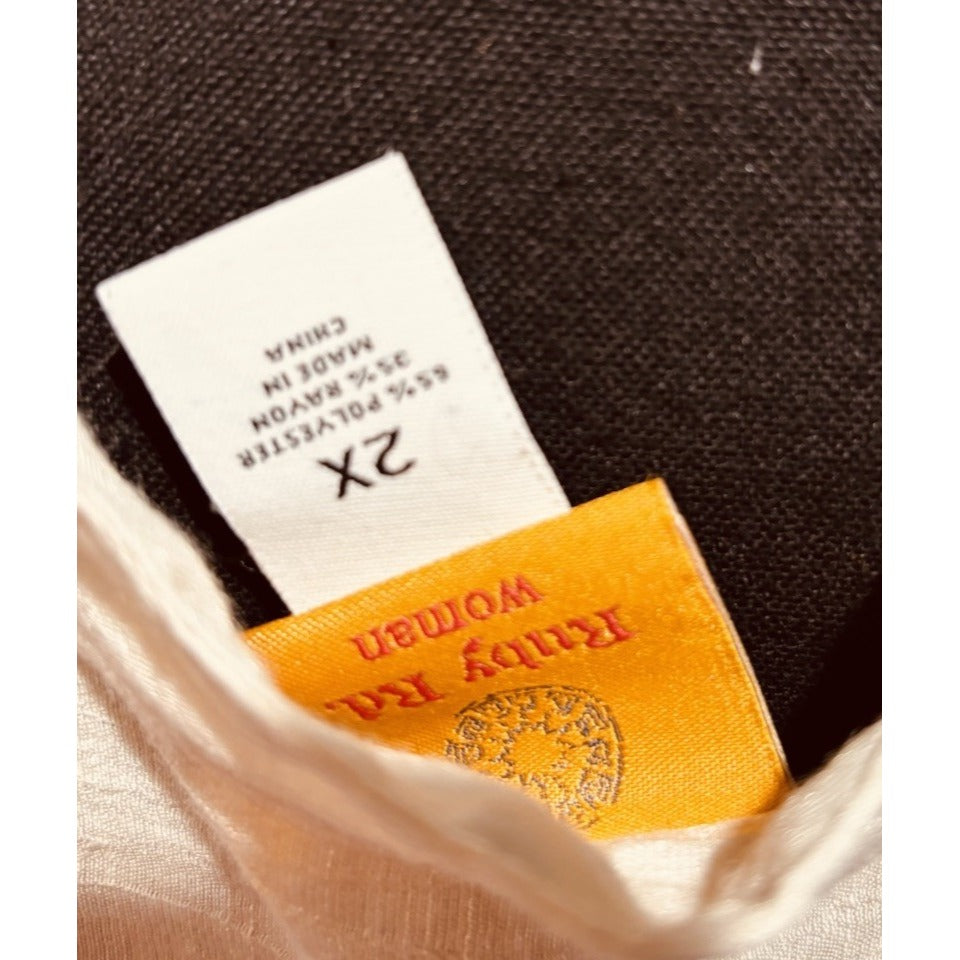 Ruby Rd.
woman
2X
65% POLYESTER
35% RAYON
MADE IN
CHINA